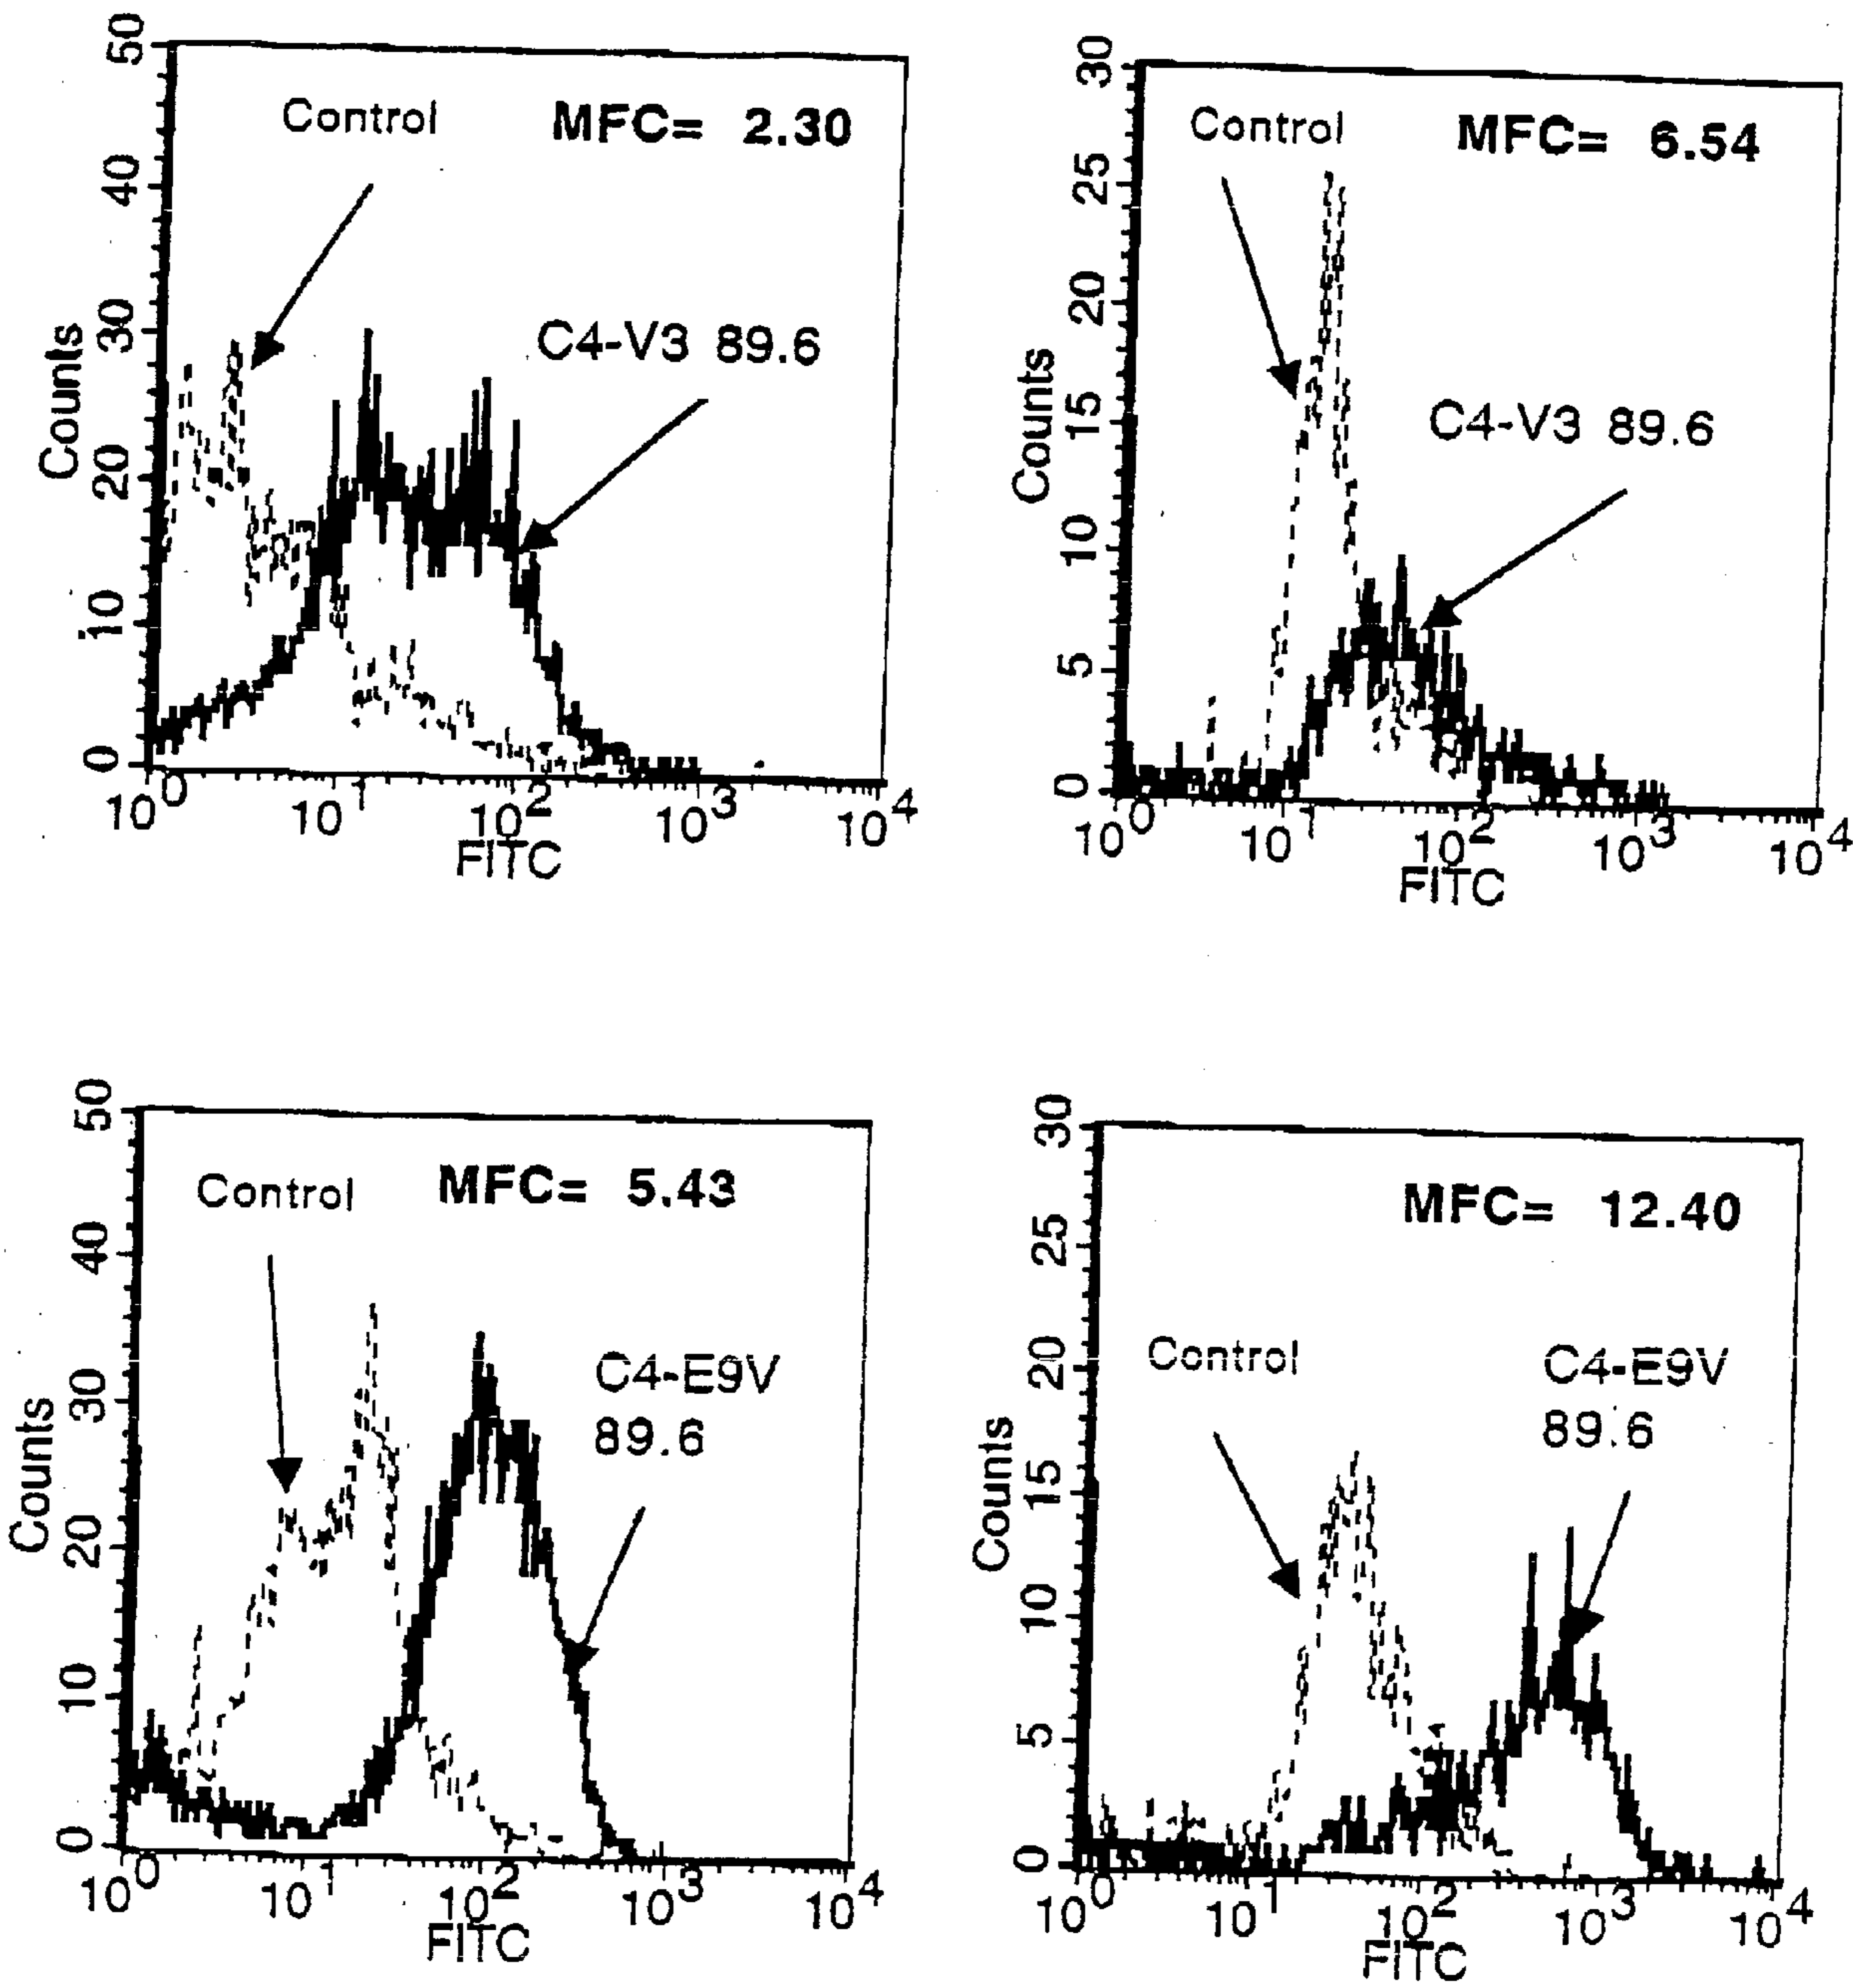 50
40
30
20
10
0
Counts
Control
MFC= 2.30
C4-V3 89.6
10^0 10^1 10^2 10^3 10^4
FITC
30
25
20
15
10
5
0
Counts
Control
MFC= 6.54
C4-V3 89.6
10^0 10^1 10^2 10^3 10^4
FITC
50
40
30
20
10
0
Counts
Control
MFC= 5.43
C4-E9V
89.6
10^0 10^1 10^2 10^3 10^4
FITC
30
25
20
15
10
5
0
Counts
MFC= 12.40
Control
C4-E9V
89.6
10^0 10^1 10^2 10^3 10^4
FITC